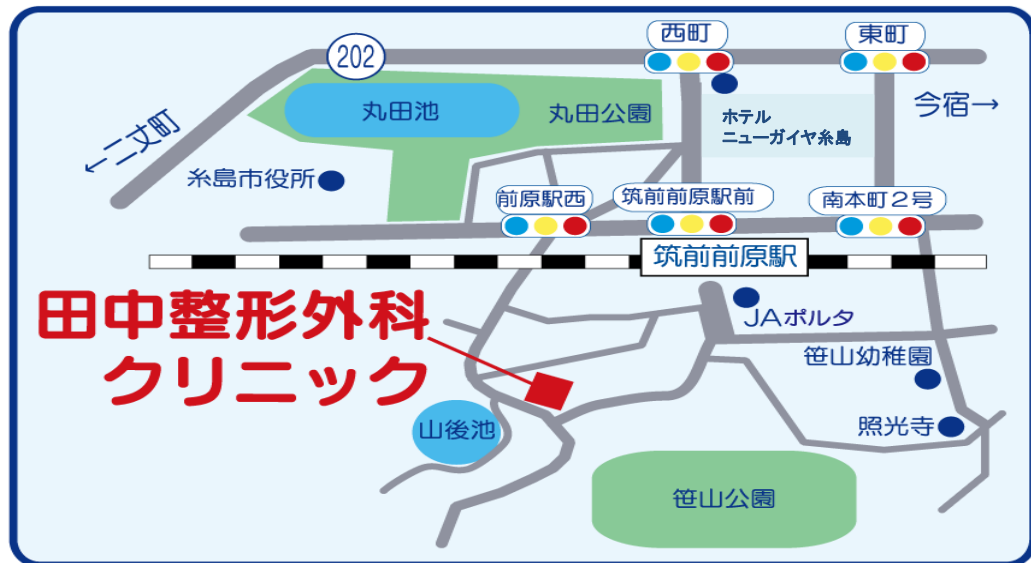 西町
東町
202
丸田池
丸田公園
ホテル
ニューガイヤ糸島
今宿→
←二丈町
糸島市役所
前原駅西
筑前前原駅前
南本町2号
筑前前原駅
田中整形外科
クリニック
JAポルタ
笹山幼稚園
山後池
照光寺
笹山公園